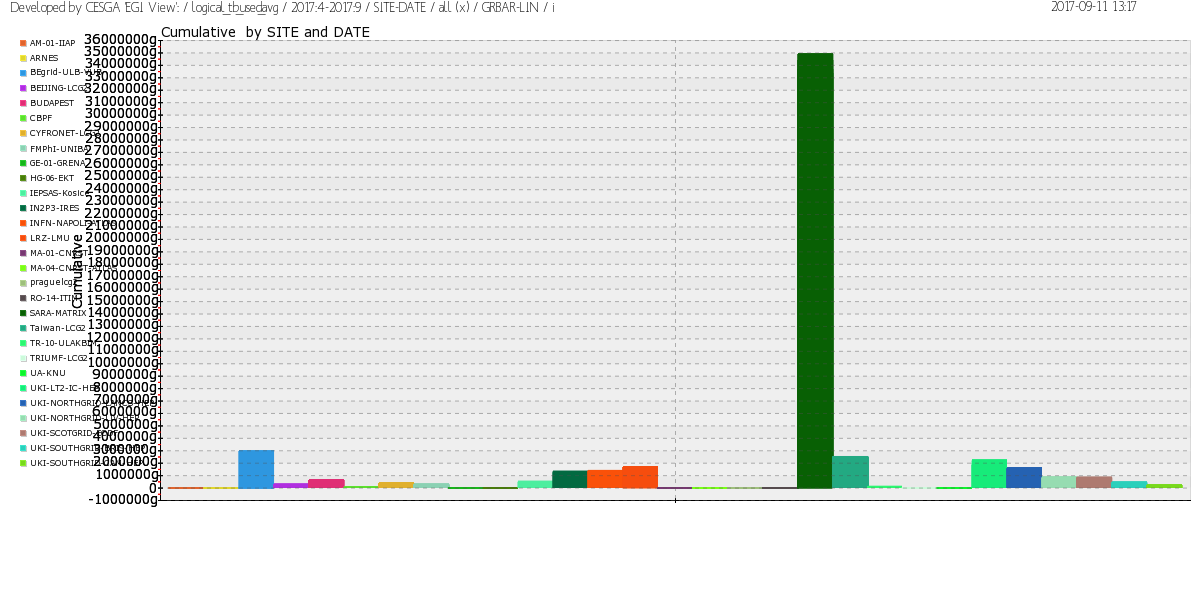 Developed by CESGA 'EGI View': / logical_tbusedavg / 2017:4-2017:9 / SITE-DATE / all (x) / GRBAR-LIN / i
2017-09-11 13:17
Cumulative by SITE and DATE
36000000g
35000000g
34000000g
33000000g
32000000g
31000000g
30000000g
29000000g
28000000g
27000000g
26000000g
25000000g
24000000g
23000000g
22000000g
21000000g
20000000g
19000000g
18000000g
17000000g
16000000g
15000000g
14000000g
13000000g
12000000g
11000000g
10000000g
9000000g
8000000g
7000000g
6000000g
5000000g
4000000g
3000000g
2000000g
1000000g
0
-1000000g
Cumulative
AM-01-IIAP
ARNES
BEgrid-ULB-VUB
BEIJING-LCG2
BUDAPEST
CBPF
CYFRONET-LCG2
FMPhI-UNIBA
GE-01-GRENA
HG-06-EKT
IEPSAS-Kosice
IN2P3-IRES
INFN-NAPOLI-ATLAS
LRZ-LMU
MA-01-CNRST
MA-04-CNRST-ATLAS
praguelcg2
RO-14-ITIM
SARA-MATRIX
Taiwan-LCG2
TR-10-ULAKBIM
TRIUMF-LCG2
UA-KNU
UKI-LT2-IC-HEP
UKI-NORTHGRID-LANCS-HEP
UKI-NORTHGRID-LIV-HEP
UKI-SCOTGRID-ECDF
UKI-SOUTHGRID
UKI-SOUTHGRID